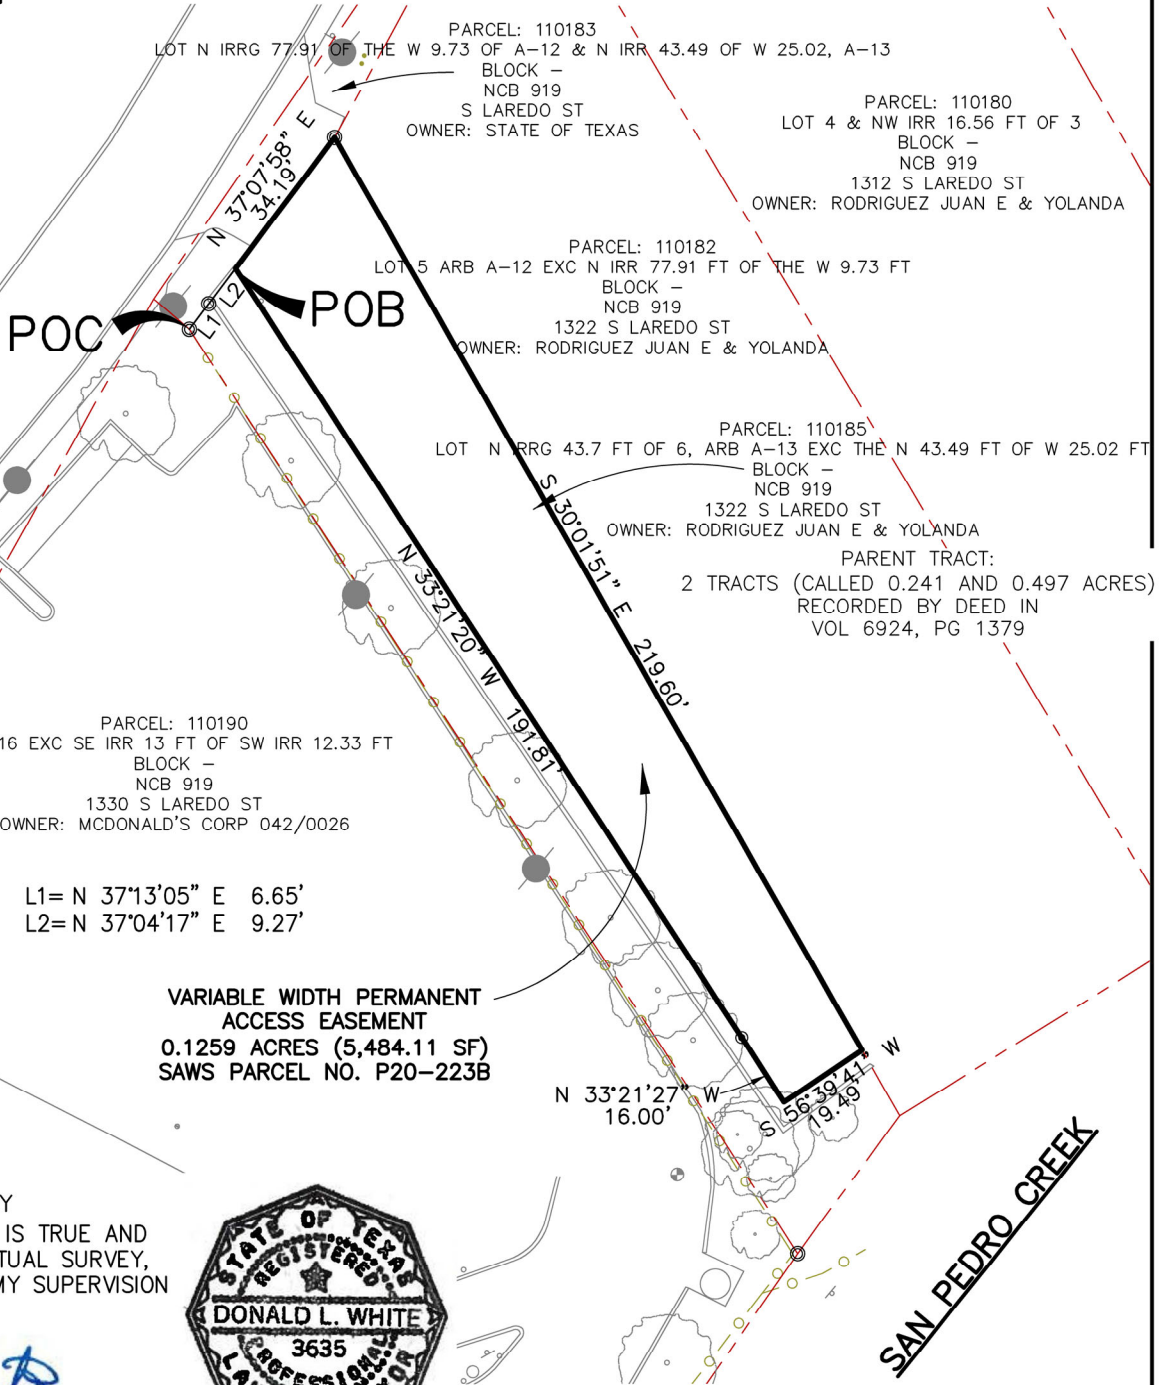 PARCEL: 110183
LOT N IRRG 77.91 OF THE W 9.73 OF A-12 & N IRR 43.49 OF W 25.02, A-13
BLOCK –
NCB 919
S LAREDO ST
OWNER: STATE OF TEXAS
PARCEL: 110180
LOT 4 & NW IRR 16.56 FT OF 3
BLOCK –
NCB 919
1312 S LAREDO ST
OWNER: RODRIGUEZ JUAN E & YOLANDA
N 37°07'58" E
34.19'
PARCEL: 110182
LOT 5 ARB A-12 EXC N IRR 77.91 FT OF THE W 9.73 FT
BLOCK –
NCB 919
1322 S LAREDO ST
OWNER: RODRIGUEZ JUAN E & YOLANDA
POC
L1
L2
POB
PARCEL: 110185
LOT N IRRG 43.7 FT OF 6, ARB A-13 EXC THE N 43.49 FT OF W 25.02 FT
BLOCK –
NCB 919
1322 S LAREDO ST
OWNER: RODRIGUEZ JUAN E & YOLANDA
S 30°01'51" E 219.60'
N 33°21'20" W 191.81'
PARENT TRACT:
2 TRACTS (CALLED 0.241 AND 0.497 ACRES)
RECORDED BY DEED IN
VOL 6924, PG 1379
PARCEL: 110190
16 EXC SE IRR 13 FT OF SW IRR 12.33 FT
BLOCK –
NCB 919
1330 S LAREDO ST
OWNER: MCDONALD'S CORP 042/0026
L1= N 37°13'05" E 6.65'
L2= N 37°04'17" E 9.27'
VARIABLE WIDTH PERMANENT
ACCESS EASEMENT
0.1259 ACRES (5,484.11 SF)
SAWS PARCEL NO. P20-223B
N 33°21'27" W
16.00'
S 56°39'41" W
19.49'
SAN PEDRO CREEK
Y
IS TRUE AND
TUAL SURVEY,
MY SUPERVISION
STATE OF TEXAS
REGISTERED
DONALD L. WHITE
3635
PROFESSIONAL